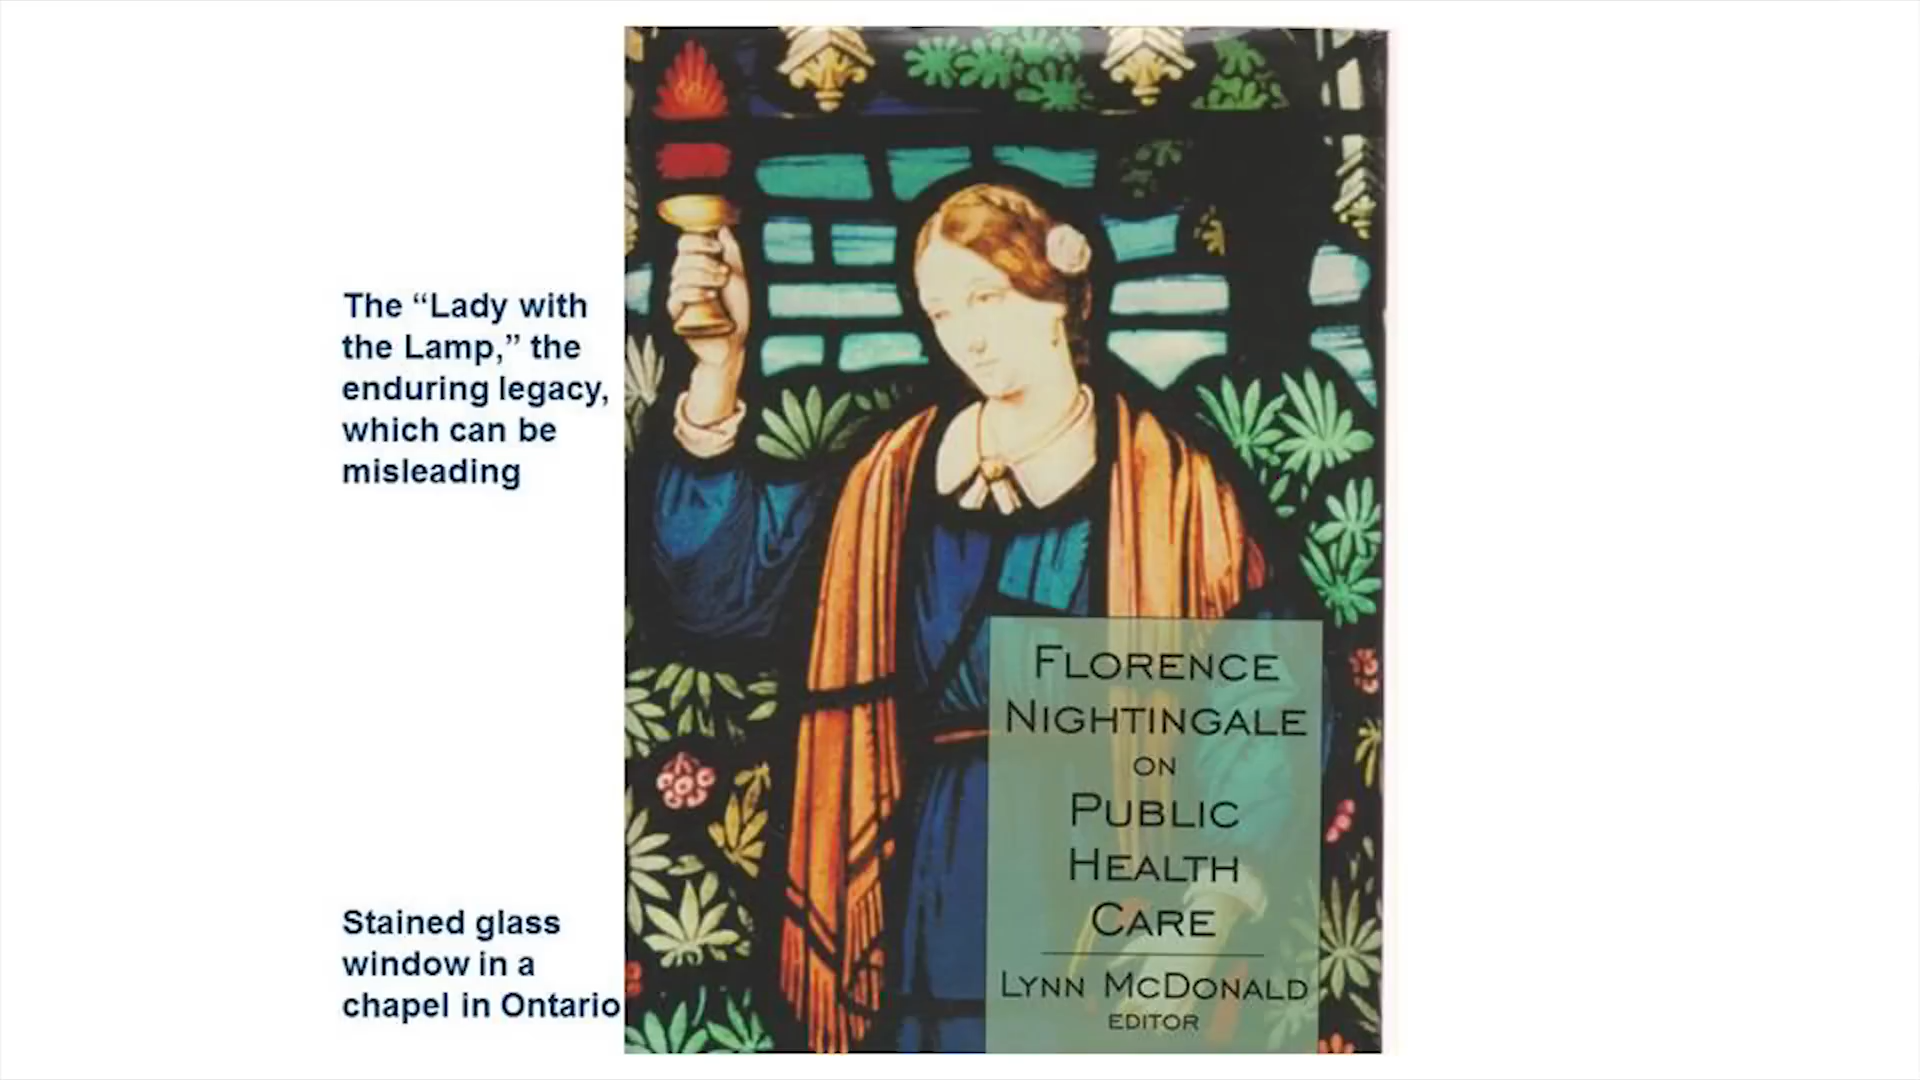 The “Lady with
the Lamp,” the
enduring legacy,
which can be
misleading
Stained glass
window in a
chapel in Ontario
FLORENCE
NIGHTINGALE
ON
PUBLIC
HEALTH
CARE
LYNN MCDONALD
EDITOR